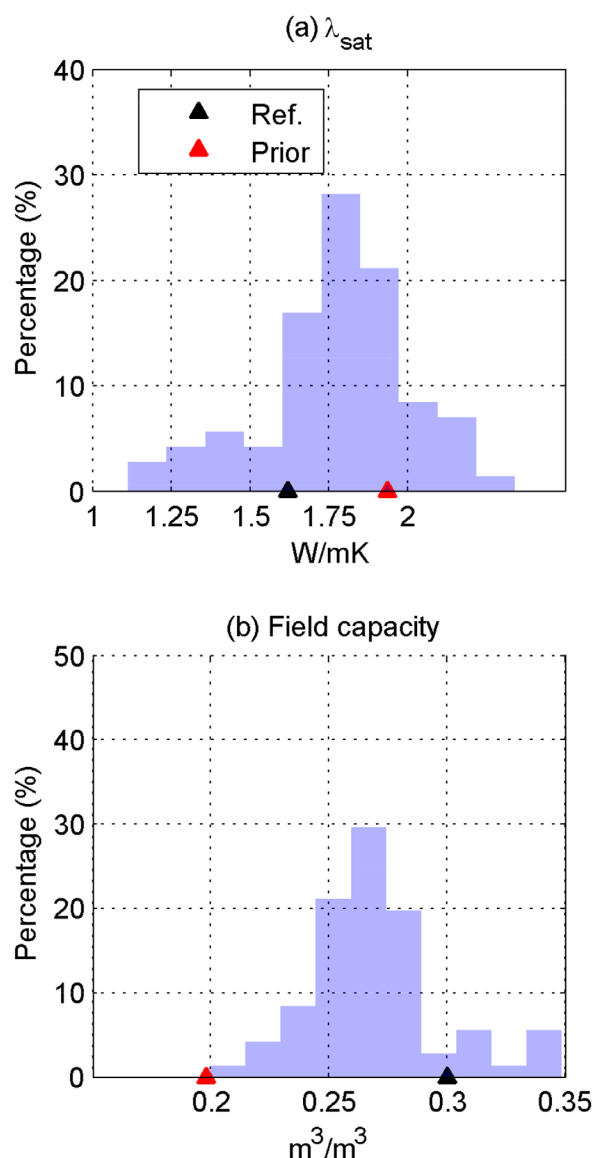 (a) λsat
40
30
20
10
0
Percentage (%)
Ref.
Prior
1 1.25 1.5 1.75 2
W/mK
(b) Field capacity
50
40
30
20
10
0
Percentage (%)
0.2 0.25 0.3 0.35
m³/m³